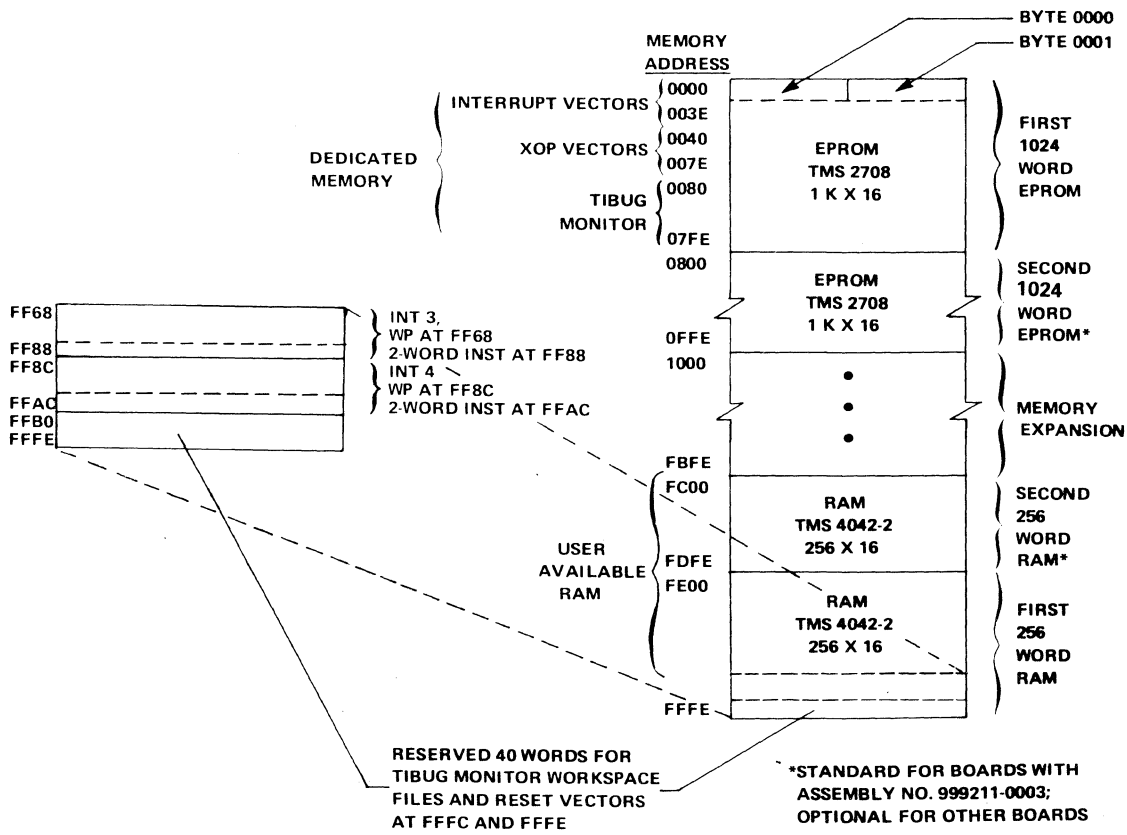 BYTE 0000
BYTE 0001
MEMORY
ADDRESS
0000
INTERRUPT VECTORS
003E
0040
XOP VECTORS
007E
0080
TIBUG
MONITOR
07FE
DEDICATED
MEMORY
EPROM
TMS 2708
1 K X 16
FIRST
1024
WORD
EPROM
0800
EPROM
TMS 2708
1 K X 16
0FFE
SECOND
1024
WORD
EPROM*
1000
MEMORY
EXPANSION
FBFE
FC00
RAM
TMS 4042-2
256 X 16
FDFE
SECOND
256
WORD
RAM*
USER
AVAILABLE
RAM
FE00
RAM
TMS 4042-2
256 X 16
FIRST
256
WORD
RAM
FFFE
FF68
FF88
FF8C
FFAC
FFB0
FFFE
INT 3,
WP AT FF68
2-WORD INST AT FF88
INT 4
WP AT FF8C
2-WORD INST AT FFAC
RESERVED 40 WORDS FOR
TIBUG MONITOR WORKSPACE
FILES AND RESET VECTORS
AT FFFC AND FFFE
*STANDARD FOR BOARDS WITH
ASSEMBLY NO. 999211-0003;
OPTIONAL FOR OTHER BOARDS